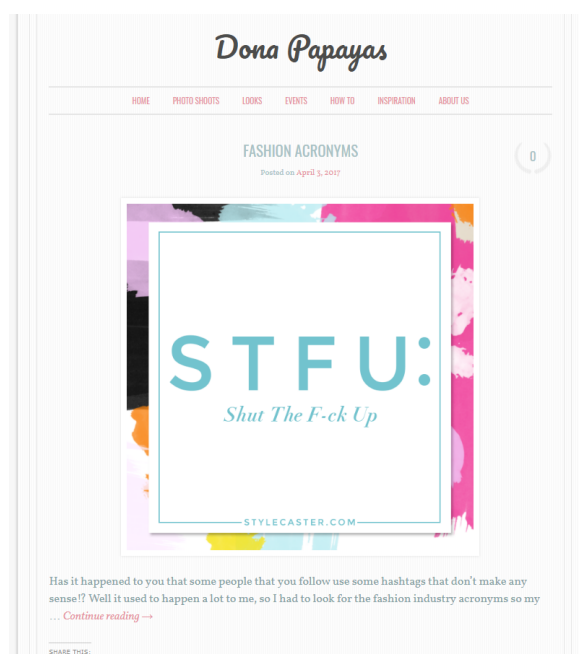 Dona Papayas
HOME PHOTO SHOOTS LOOKS EVENTS HOW TO INSPIRATION ABOUT US
FASHION ACRONYMS
0
Posted on April 3, 2017
STFU:
Shut The F-ck Up
STYLECASTER.COM
Has it happened to you that some people that you follow use some hashtags that don't make any
sense!? Well it used to happen a lot to me, so I had to look for the fashion industry acronyms so my
… Continue reading →
SHARE THIS: